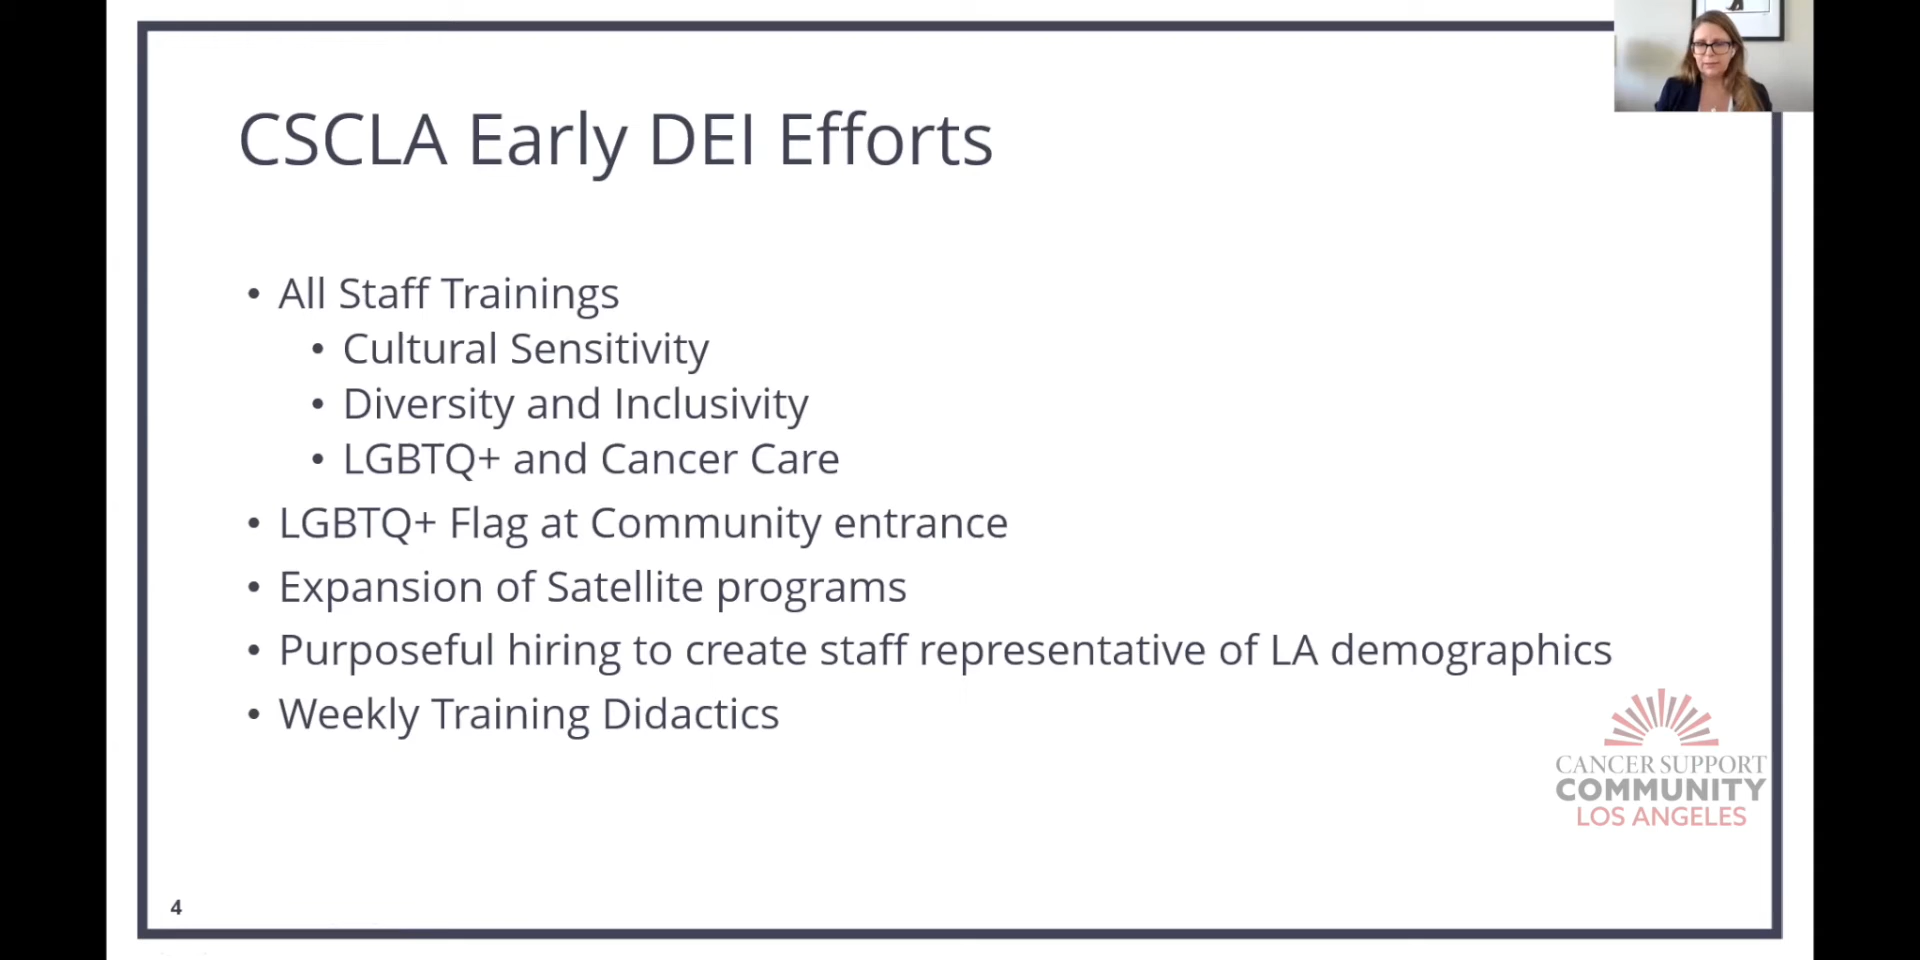 CSCLA Early DEI Efforts
• All Staff Trainings
• Cultural Sensitivity
• Diversity and Inclusivity
• LGBTQ+ and Cancer Care
• LGBTQ+ Flag at Community entrance
• Expansion of Satellite programs
• Purposeful hiring to create staff representative of LA demographics
• Weekly Training Didactics
CANCER SUPPORT
COMMUNITY
LOS ANGELES
4